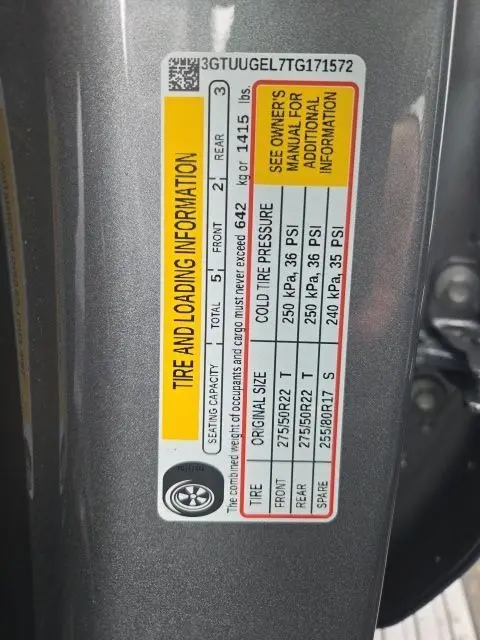 3GTUUGEL7TG171572
TIRE AND LOADING INFORMATION
SEATING CAPACITY TOTAL 5 FRONT 2 REAR 3
The combined weight of occupants and cargo must never exceed 642 kg or 1415 lbs.
TIRE ORIGINAL SIZE COLD TIRE PRESSURE
FRONT 275/50R22 T 250 kPa, 36 PSI
REAR 275/50R22 T 250 kPa, 36 PSI
SPARE 255/80R17 S 240 kPa, 35 PSI
SEE OWNER'S
MANUAL FOR
ADDITIONAL
INFORMATION